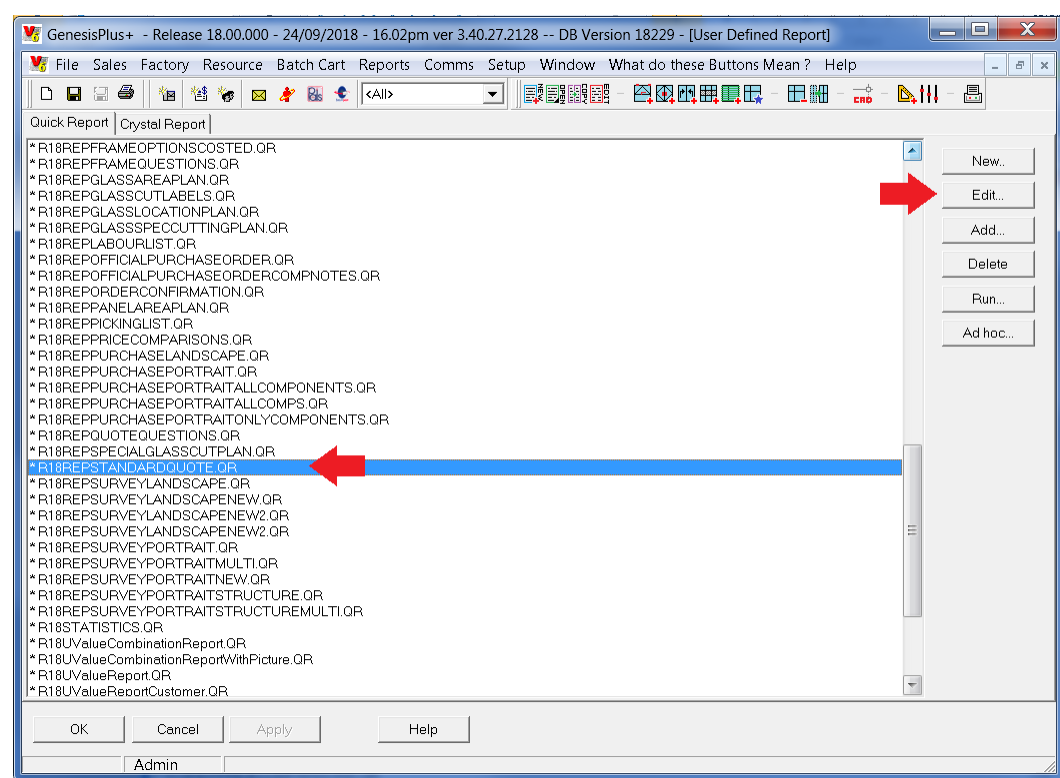 GenesisPlus+ - Release 18.00.000 - 24/09/2018 - 16.02pm ver 3.40.27.2128 -- DB Version 18229 - [User Defined Report]
File Sales Factory Resource Batch Cart Reports Comms Setup Window What do these Buttons Mean ? Help
<All>
Quick Report Crystal Report
* R18REPFRAMEOPTIONSCOSTED.QR
* R18REPFRAMEQUESTIONS.QR
* R18REPGLASSAREAPLAN.QR
* R18REPGLASSCUTLABELS.QR
* R18REPGLASSLOCATIONPLAN.QR
* R18REPGLASSSPECCUTTINGPLAN.QR
* R18REPLABOURLIST.QR
* R18REPOFFICIALPURCHASEORDER.QR
* R18REPOFFICIALPURCHASEORDERCOMPNOTES.QR
* R18REPORDERCONFIRMATION.QR
* R18REPPANELAREAPLAN.QR
* R18REPPICKINGLIST.QR
* R18REPPRICECOMPARISONS.QR
* R18REPPURCHASELANDSCAPE.QR
* R18REPPURCHASEPORTRAIT.QR
* R18REPPURCHASEPORTRAITALLCOMPONENTS.QR
* R18REPPURCHASEPORTRAITALLCOMPS.QR
* R18REPPURCHASEPORTRAITONLYCOMPONENTS.QR
* R18REPQUOTEQUESTIONS.QR
* R18REPSPECIALGLASSCUTPLAN.QR
* R18REPSTANDARDQUOTE.QR
* R18REPSURVEYLANDSCAPE.QR
* R18REPSURVEYLANDSCAPENEW.QR
* R18REPSURVEYLANDSCAPENEW2.QR
* R18REPSURVEYLANDSCAPENEW2.QR
* R18REPSURVEYPORTRAIT.QR
* R18REPSURVEYPORTRAITMULTI.QR
* R18REPSURVEYPORTRAITNEW.QR
* R18REPSURVEYPORTRAITSTRUCTURE.QR
* R18REPSURVEYPORTRAITSTRUCTUREMULTI.QR
* R18STATISTICS.QR
* R18UValueCombinationReport.QR
* R18UValueCombinationReportWithPicture.QR
* R18UValueReport.QR
* R18UValueReportCustomer.QR
New..
Edit...
Add...
Delete
Run...
Ad hoc...
OK Cancel Apply Help
Admin